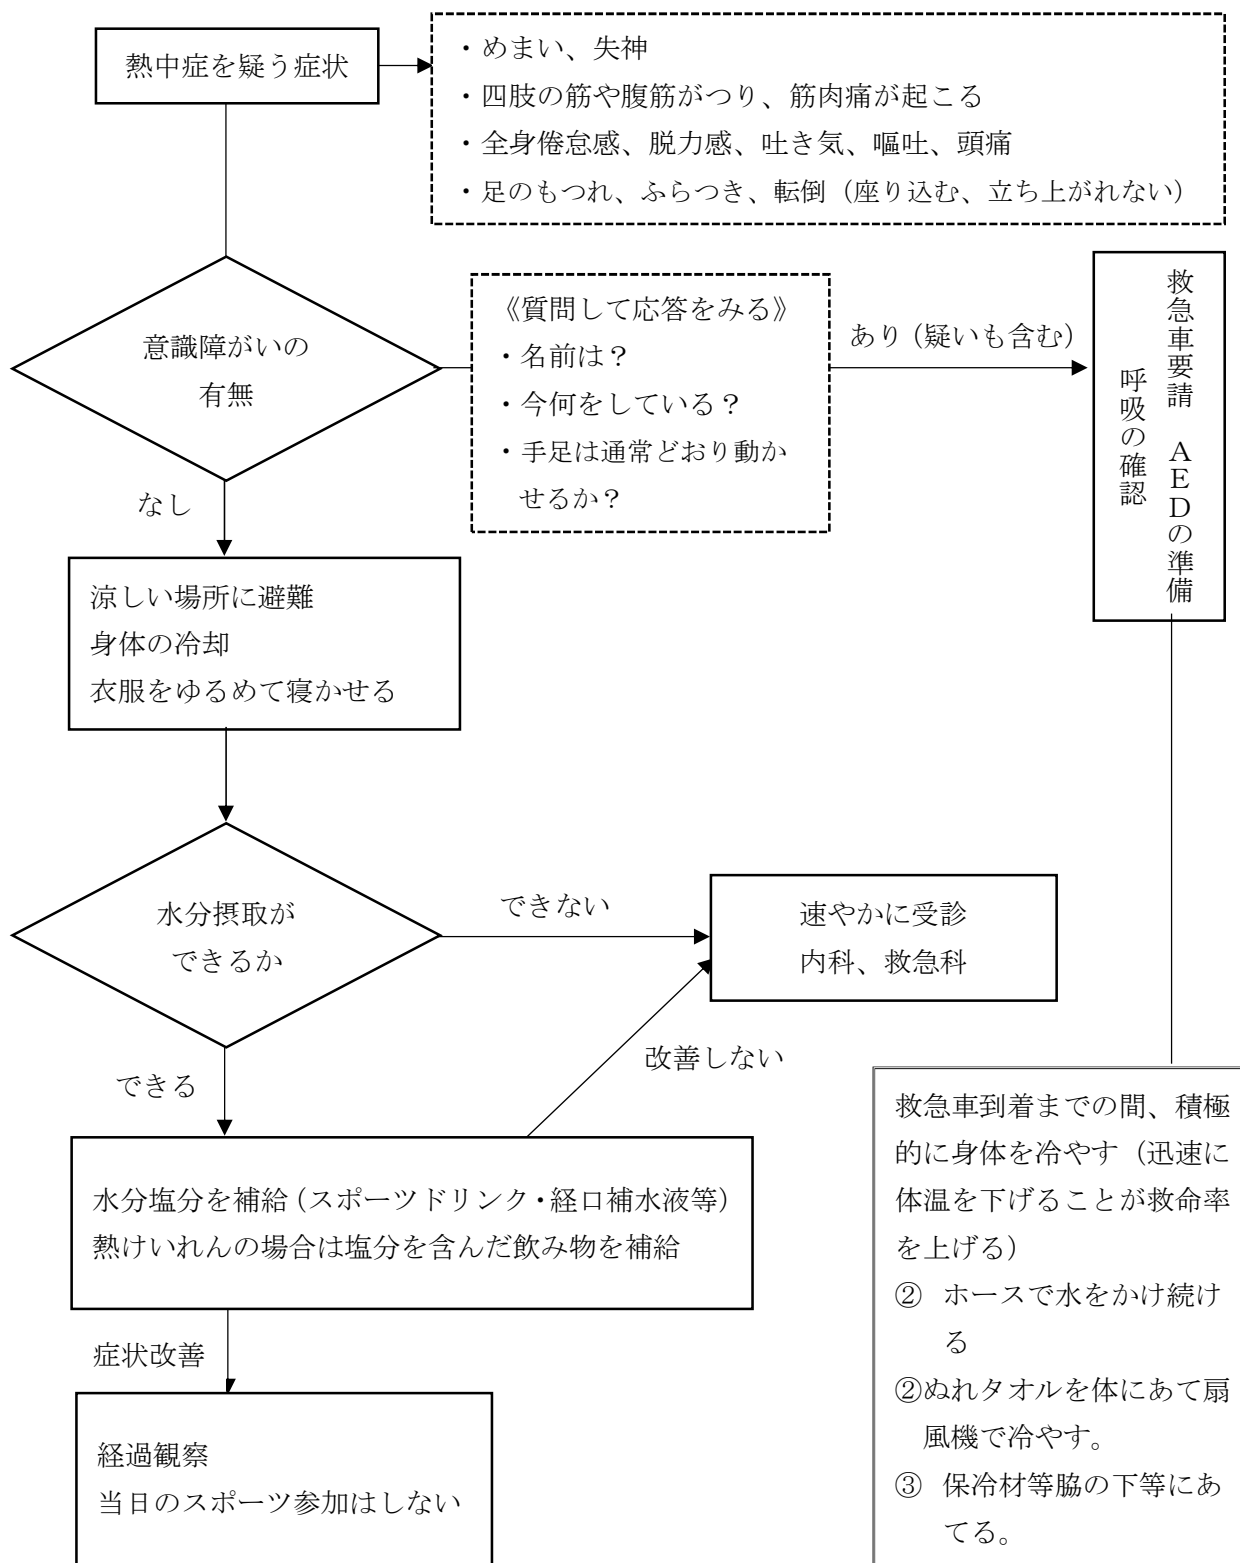 熱中症を疑う症状
・めまい、失神
・四肢の筋や腹筋がつり、筋肉痛が起こる
・全身倦怠感、脱力感、吐き気、嘔吐、頭痛
・足のもつれ、ふらつき、転倒（座り込む、立ち上がれない）
意識障がいの
有無
《質問して応答をみる》
・名前は？
・今何をしている？
・手足は通常どおり動か
せるか？
あり（疑いも含む）
救急車要請　ＡＥＤの準備
呼吸の確認
なし
涼しい場所に避難
身体の冷却
衣服をゆるめて寝かせる
水分摂取が
できるか
できない
速やかに受診
内科、救急科
改善しない
できる
水分塩分を補給（スポーツドリンク・経口補水液等）
熱けいれんの場合は塩分を含んだ飲み物を補給
症状改善
経過観察
当日のスポーツ参加はしない
救急車到着までの間、積極
的に身体を冷やす（迅速に
体温を下げることが救命率
を上げる）
②　ホースで水をかけ続け
る
②ぬれタオルを体にあて扇
風機で冷やす。
③　保冷材等脇の下等にあ
てる。